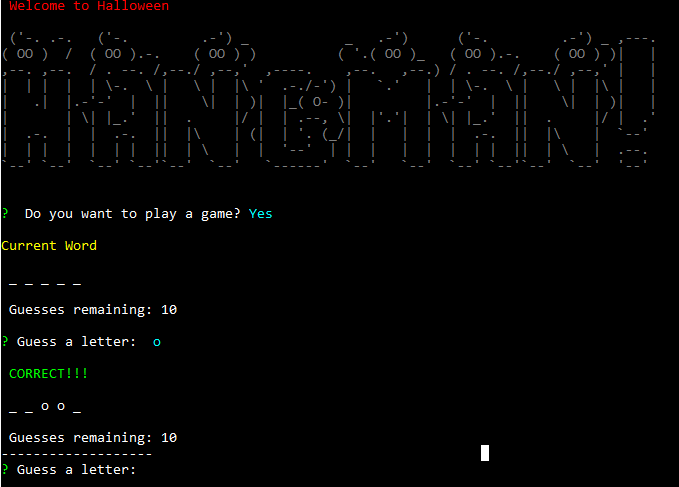 Welcome to Halloween
HANGMAN!
? Do you want to play a game? Yes
Current Word
_ _ _ _ _
Guesses remaining: 10
? Guess a letter: o
CORRECT!!!
_ _ o o _
Guesses remaining: 10
-------------------
? Guess a letter: